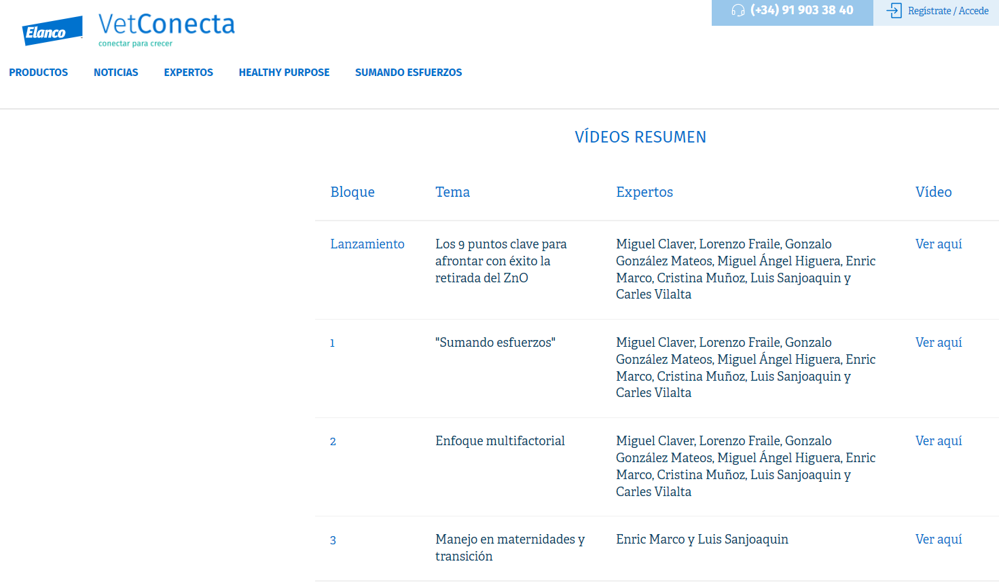 Elanco
VetConecta
conectar para crecer
(+34) 91 903 38 40
Regístrate / Accede
PRODUCTOS NOTICIAS EXPERTOS HEALTHY PURPOSE SUMANDO ESFUERZOS
VÍDEOS RESUMEN
Bloque Tema Expertos Vídeo
Lanzamiento
Los 9 puntos clave para
afrontar con éxito la
retirada del ZnO
Miguel Claver, Lorenzo Fraile, Gonzalo
González Mateos, Miguel Ángel Higuera, Enric
Marco, Cristina Muñoz, Luis Sanjoaquin y
Carles Vilalta
Ver aquí
1
"Sumando esfuerzos"
Miguel Claver, Lorenzo Fraile, Gonzalo
González Mateos, Miguel Ángel Higuera, Enric
Marco, Cristina Muñoz, Luis Sanjoaquin y
Carles Vilalta
Ver aquí
2
Enfoque multifactorial
Miguel Claver, Lorenzo Fraile, Gonzalo
González Mateos, Miguel Ángel Higuera, Enric
Marco, Cristina Muñoz, Luis Sanjoaquin y
Carles Vilalta
Ver aquí
3
Manejo en maternidades y
transición
Enric Marco y Luis Sanjoaquin
Ver aquí